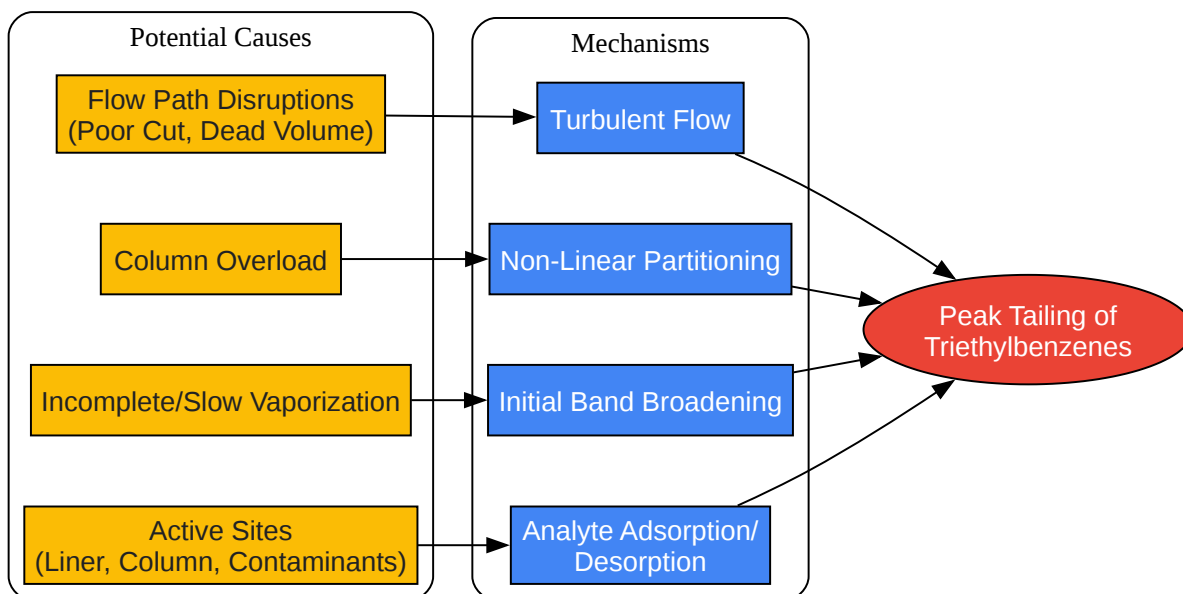 Potential Causes
Flow Path Disruptions
(Poor Cut, Dead Volume)
Column Overload
Incomplete/Slow Vaporization
Active Sites
(Liner, Column, Contaminants)
Mechanisms
Turbulent Flow
Non-Linear Partitioning
Initial Band Broadening
Analyte Adsorption/
Desorption
Peak Tailing of
Triethylbenzenes